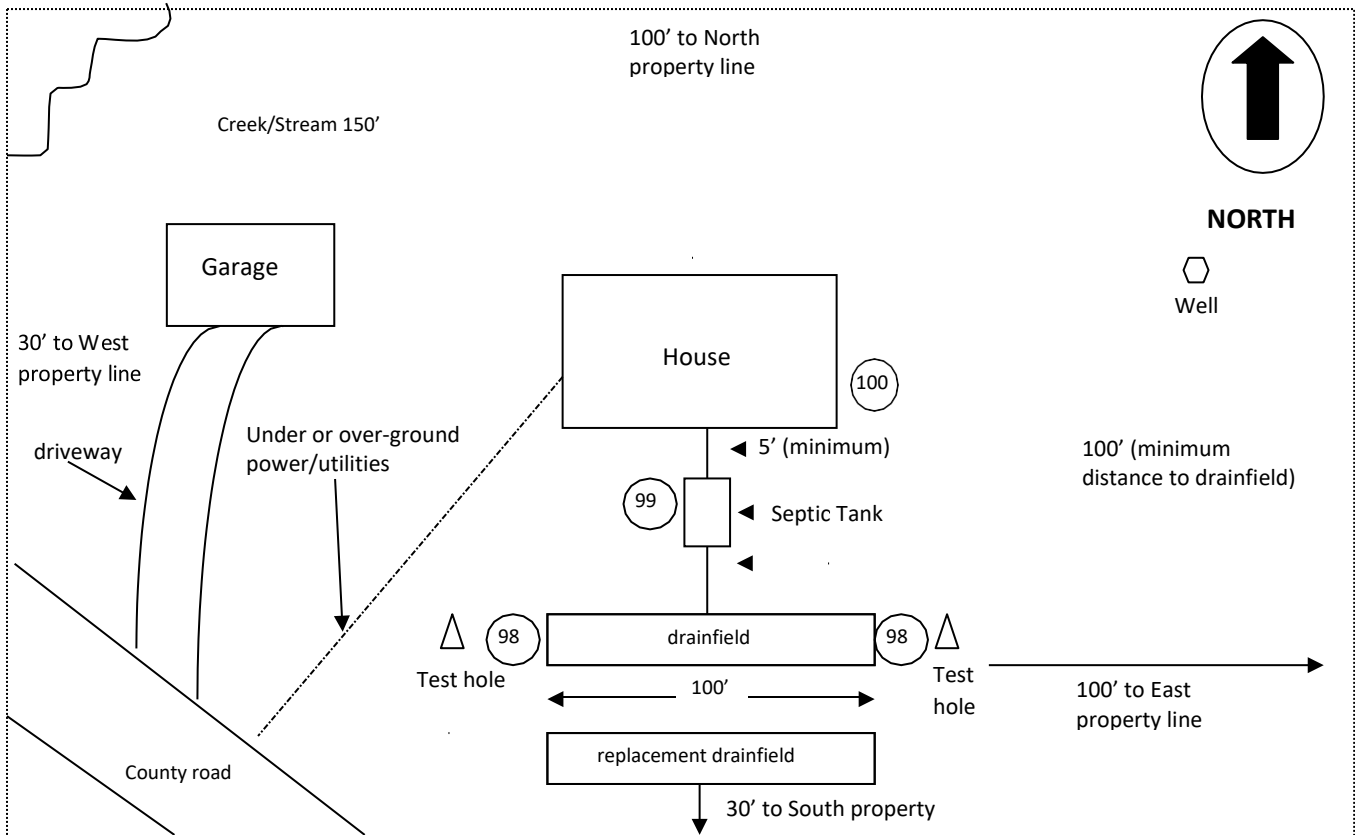 100’ to North
property line
Creek/Stream 150’
NORTH
Garage
Well
30’ to West
property line
House
100
driveway
Under or over-ground
power/utilities
5’ (minimum)
100’ (minimum
distance to drainfield)
99
Septic Tank
98
drainfield
98
Test hole
Test
hole
100’
100’ to East
property line
replacement drainfield
County road
30’ to South property